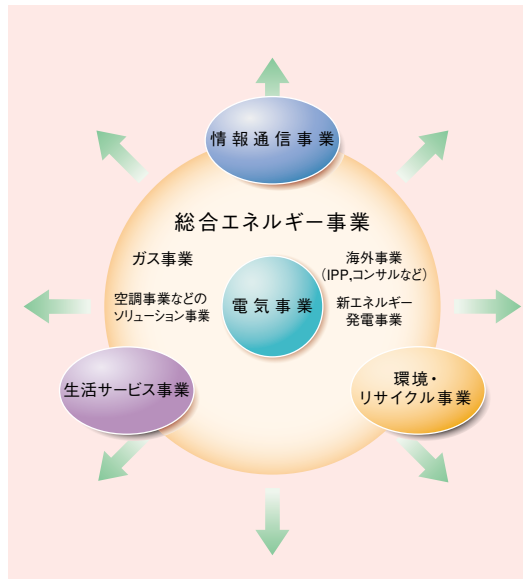 情報通信事業
総合エネルギー事業
ガス事業
海外事業
(IPP,コンサルなど)
空調事業などの
ソリューション事業
電気事業
新エネルギー
発電事業
生活サービス事業
環境・
リサイクル事業